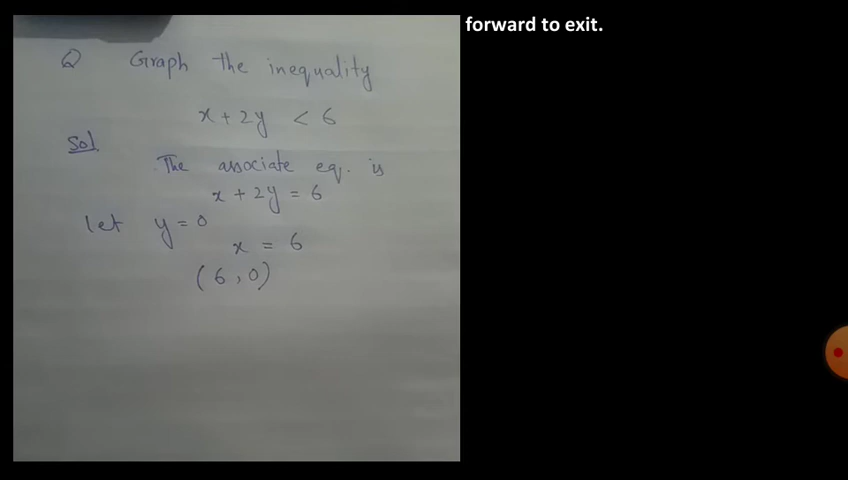 forward to exit.
Q Graph the inequality
x + 2y < 6
Sol
The associate eq. is
x + 2y = 6
let y = 0
x = 6
(6, 0)